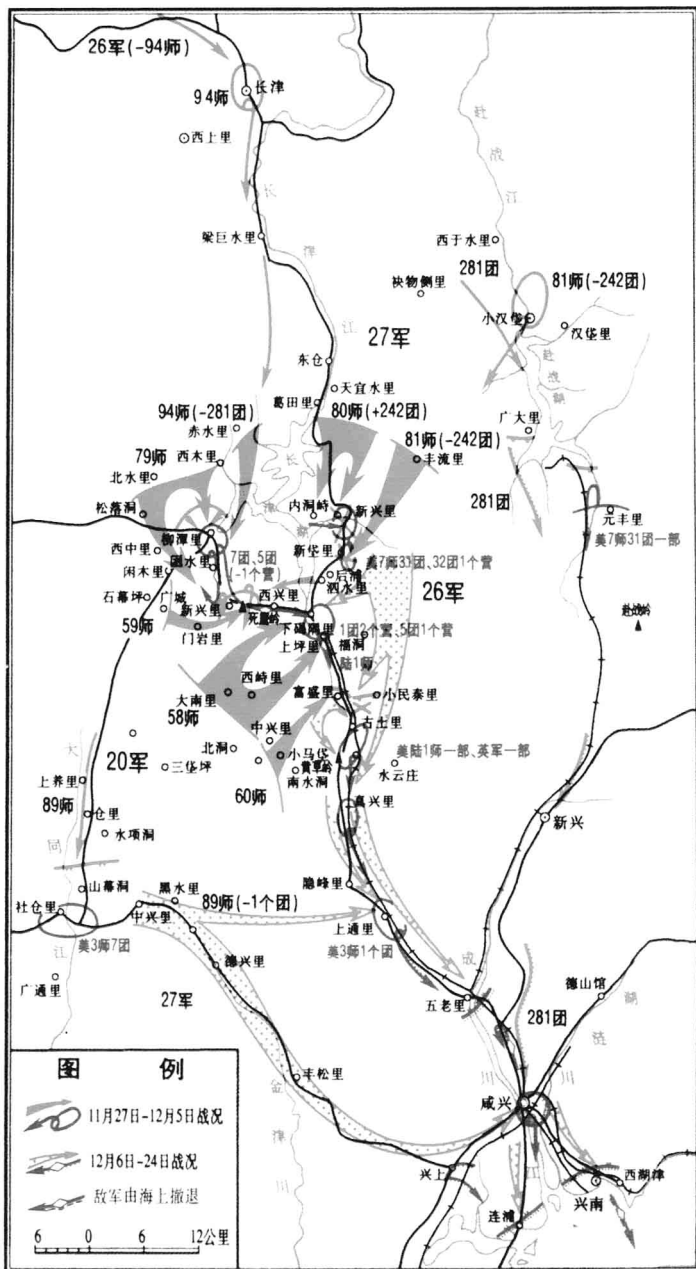 26军(-94师)
94师
长津
西上里
赴
战
江
长
津
江
梁巨水里
西于水里
281团
81师(-242团)
袂物侧里
小汉垈
汉垈里
27军
赴
战
湖
东仓
天宜水里
葛田里
80师(+242团)
94师(-281团)
赤水里
广大里
81师(-242团)
79师
西木里
长
丰流里
北水里
281团
津
松落洞
内洞峙
新兴里
元丰里
湖
美7师31团一部
柳潭里
西中里
新垈里
圆水里
7团、5团
(-1个营)
美7师31团、32团1个营
闲木里
后浦
泗水里
26军
石幕坪
广城
新兴里
西兴里
死鹰岭
赴战岭
59师
门岩里
下碣隅里
1团2个营、5团1个营
上坪里
福洞
陆1师
西峙里
大南里
富盛里
小民泰里
58师
中兴里
古土里
20军
北洞
小马垈
美陆1师一部、英军一部
三垈坪
黄草岭
水云庄
大
上养里
60师
南水洞
89师
仓里
真兴里
新兴
水项洞
同
山幕洞
隐峰里
黑水里
89师(-1个团)
社仓里
中兴里
上通里
美3师7团
江
美3师1个团
城
广通里
德兴里
德山馆
27军
五老里
湖
281团
链
图 例
川
川
丰松里
咸兴
11月27日-12月5日战况
金
津
12月6日-24日战况
川
兴上
江
西湖津
敌军由海上撤退
兴南
连浦
6 0 6 12公里